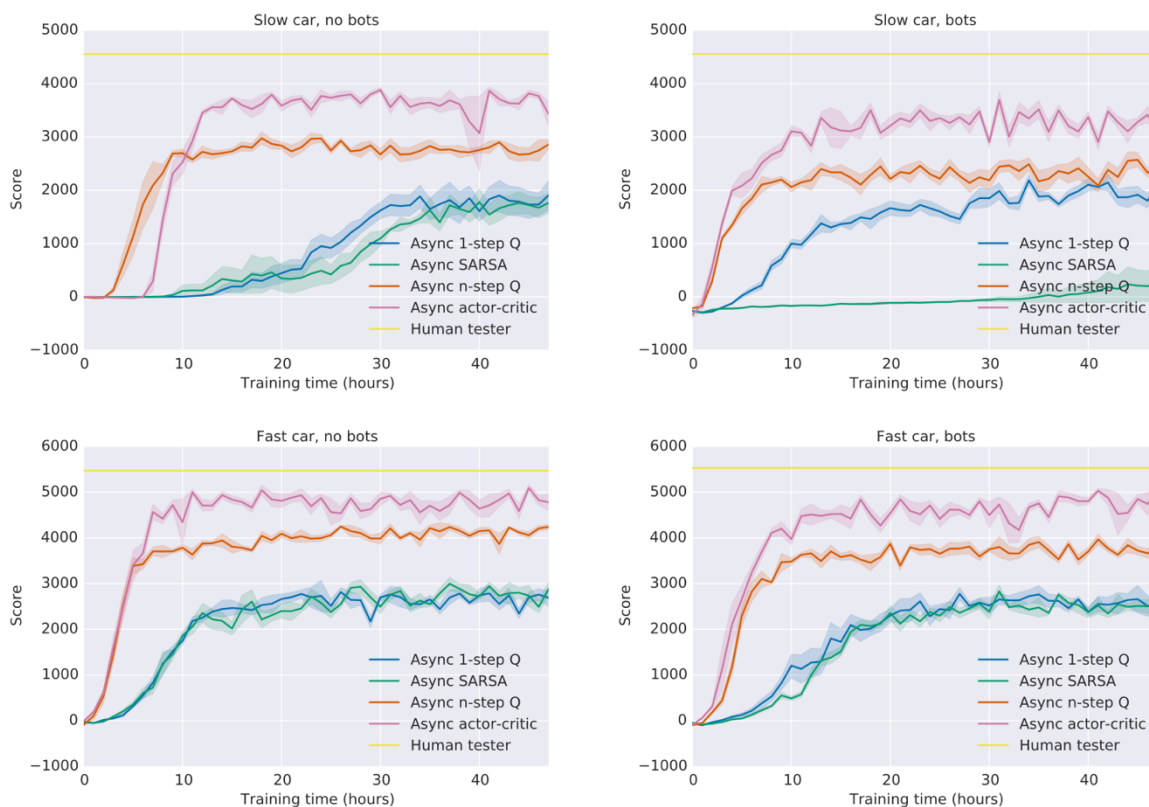 Slow car, no bots
5000
4000
3000
2000
1000
0
−1000
Score
0 10 20 30 40
Training time (hours)
Async 1-step Q
Async SARSA
Async n-step Q
Async actor-critic
Human tester
Slow car, bots
5000
4000
3000
2000
1000
0
−1000
Score
0 10 20 30 40
Training time (hours)
Async 1-step Q
Async SARSA
Async n-step Q
Async actor-critic
Human tester
Fast car, no bots
6000
5000
4000
3000
2000
1000
0
−1000
Score
0 10 20 30 40
Training time (hours)
Async 1-step Q
Async SARSA
Async n-step Q
Async actor-critic
Human tester
Fast car, bots
6000
5000
4000
3000
2000
1000
0
−1000
Score
0 10 20 30 40
Training time (hours)
Async 1-step Q
Async SARSA
Async n-step Q
Async actor-critic
Human tester